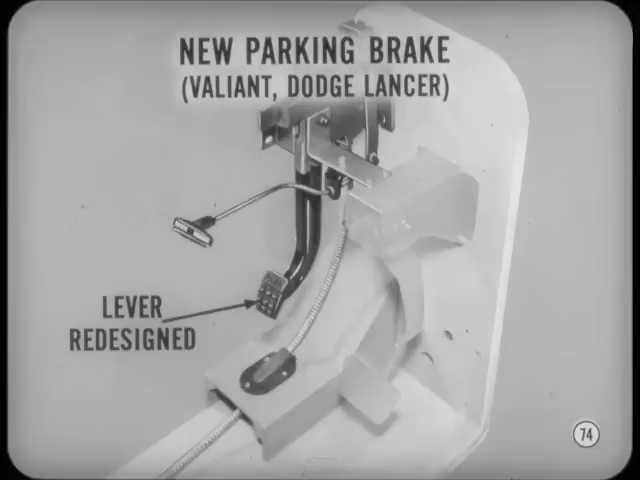 NEW PARKING BRAKE
(VALIANT, DODGE LANCER)
LEVER
REDESIGNED
74